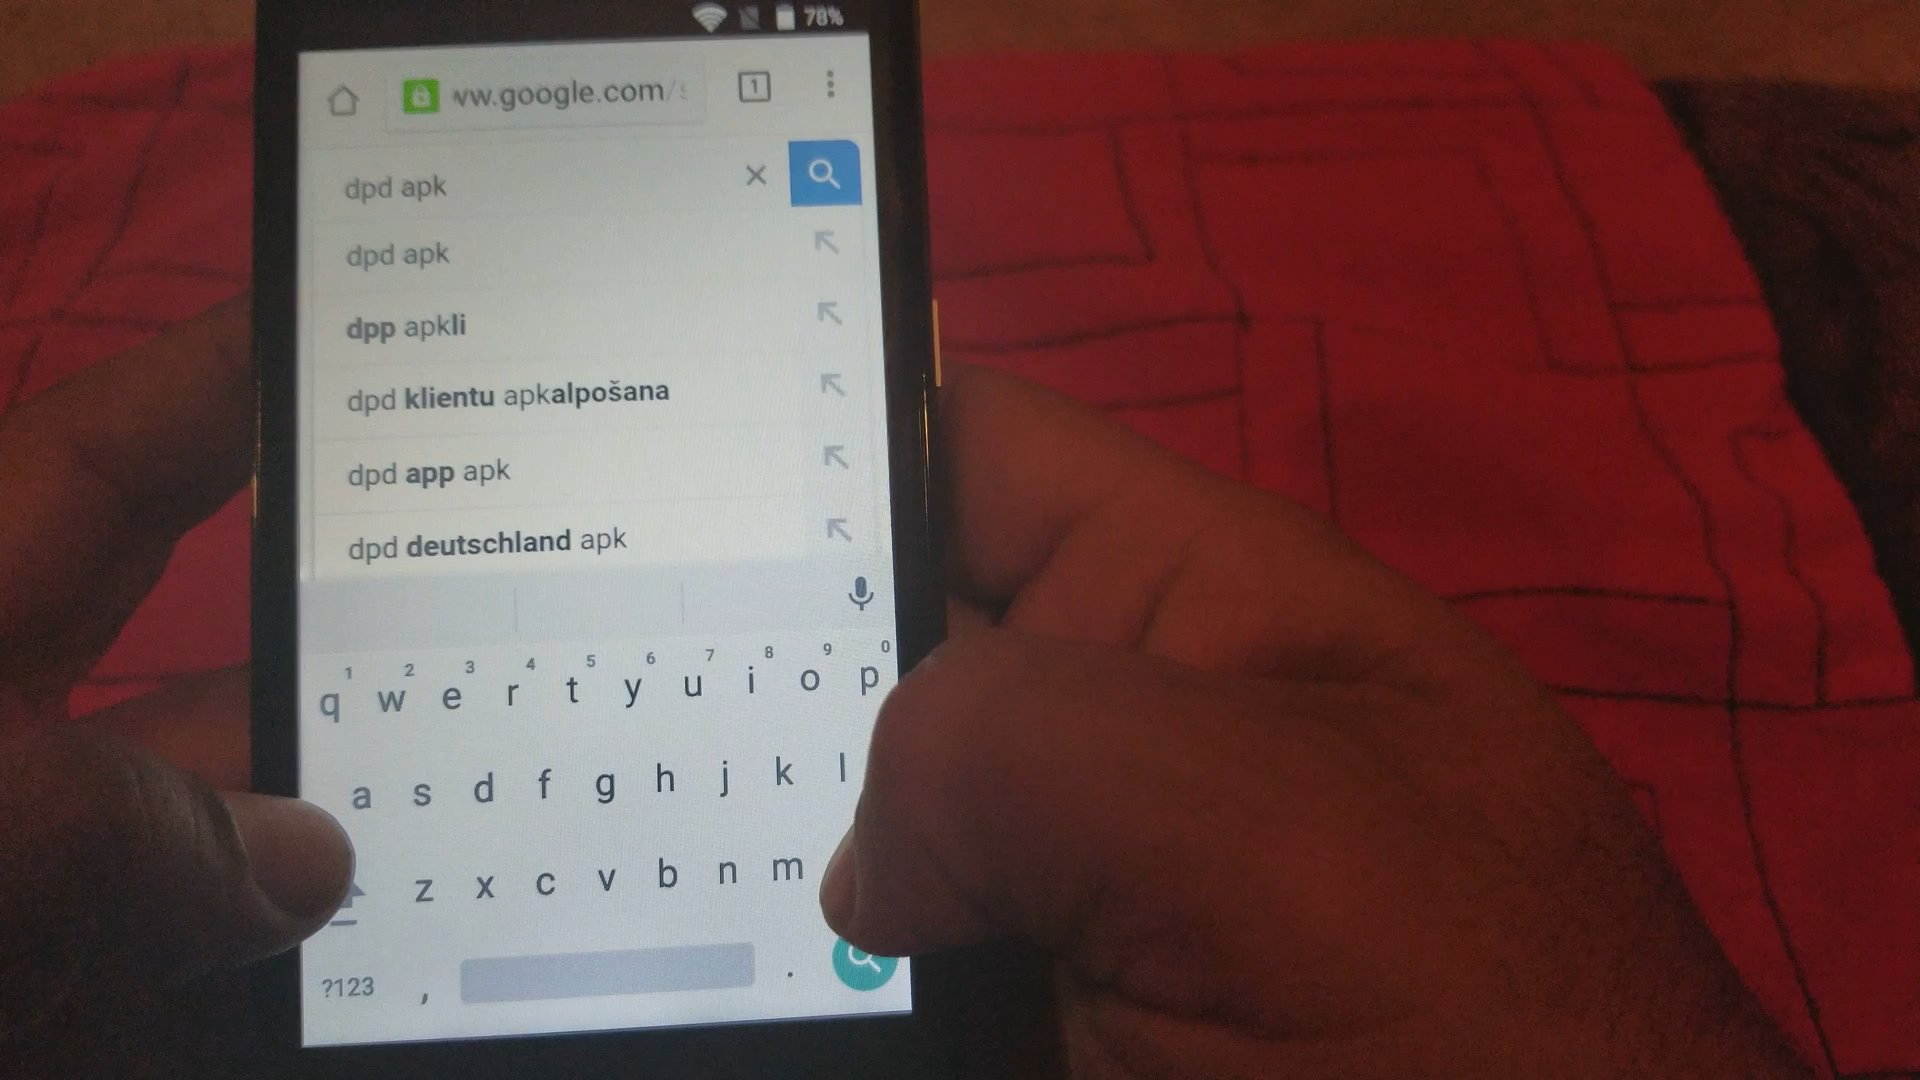 78%
ww.google.com/s
1
dpd apk
dpd apk
dpp apkli
dpd klientu apkalpošana
dpd app apk
dpd deutschland apk
1 2 3 4 5 6 7 8 9 0
q w e r t y u i o p
a s d f g h j k l
z x c v b n m
?123 , .